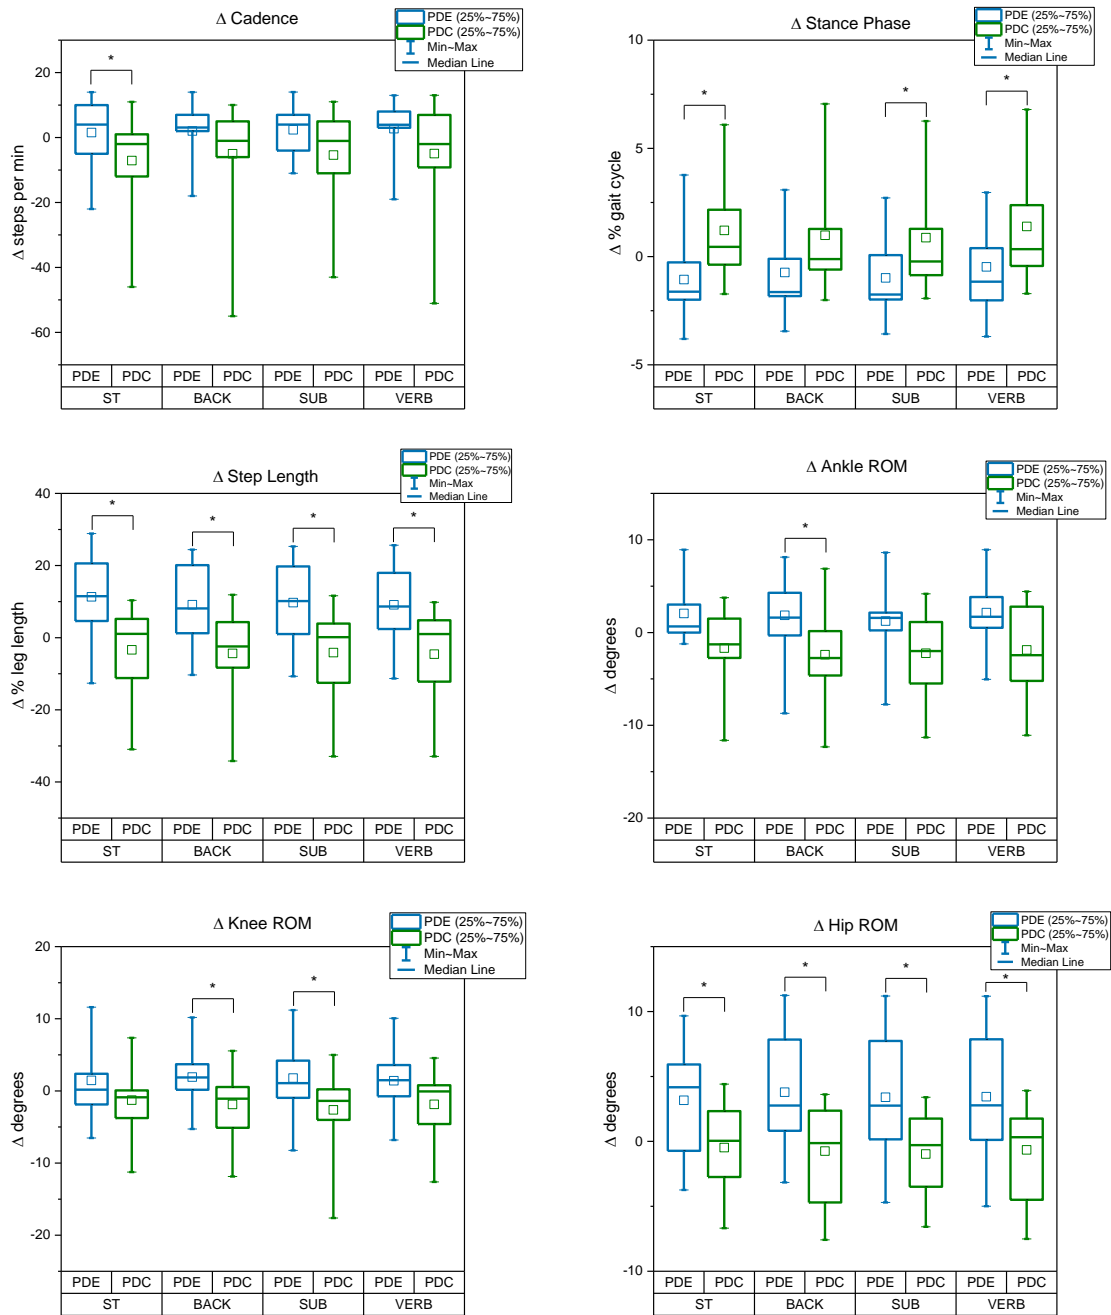 Δ Cadence
PDE (25%~75%)
PDC (25%~75%)
Min~Max
Median Line
*
Δ steps per min
20
0
-20
-40
-60
PDE PDC PDE PDC PDE PDC PDE PDC
ST BACK SUB VERB
Δ Stance Phase
PDE (25%~75%)
PDC (25%~75%)
Min~Max
Median Line
* * *
Δ % gait cycle
10
5
0
-5
PDE PDC PDE PDC PDE PDC PDE PDC
ST BACK SUB VERB
Δ Step Length
PDE (25%~75%)
PDC (25%~75%)
Min~Max
Median Line
* * * *
Δ % leg length
40
20
0
-20
-40
PDE PDC PDE PDC PDE PDC PDE PDC
ST BACK SUB VERB
Δ Ankle ROM
PDE (25%~75%)
PDC (25%~75%)
Min~Max
Median Line
*
Δ degrees
10
0
-10
-20
PDE PDC PDE PDC PDE PDC PDE PDC
ST BACK SUB VERB
Δ Knee ROM
PDE (25%~75%)
PDC (25%~75%)
Min~Max
Median Line
* *
Δ degrees
20
10
0
-10
-20
PDE PDC PDE PDC PDE PDC PDE PDC
ST BACK SUB VERB
Δ Hip ROM
PDE (25%~75%)
PDC (25%~75%)
Min~Max
Median Line
* * * *
Δ degrees
10
0
-10
PDE PDC PDE PDC PDE PDC PDE PDC
ST BACK SUB VERB